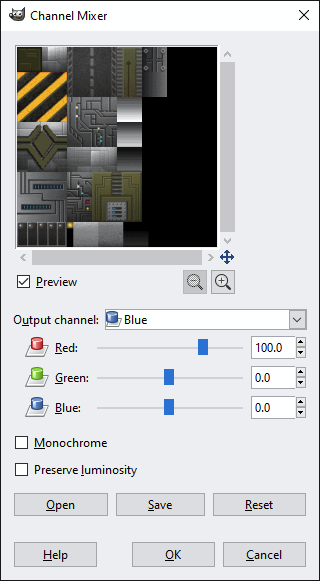 Channel Mixer
Preview
Output channel: Blue
Red: 100.0
Green: 0.0
Blue: 0.0
Monochrome
Preserve luminosity
Open Save Reset
Help OK Cancel